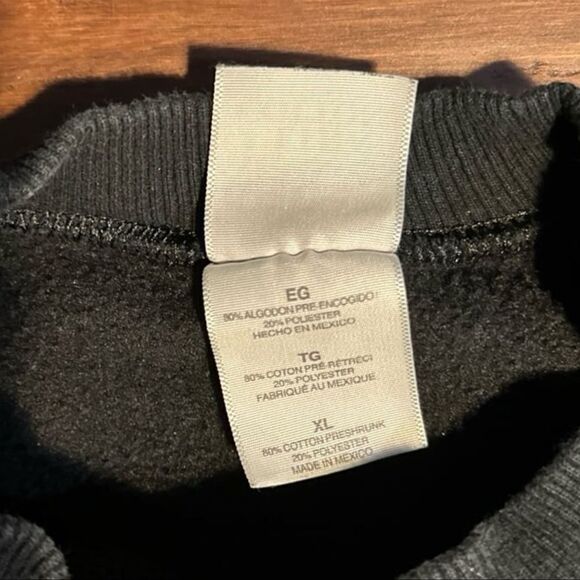 EG
80% ALGODON PRE-ENCOGIDO
20% POLIESTER
HECHO EN MEXICO
TG
80% COTON PRÉ-RÉTRÉCI
20% POLYESTER
FABRIQUÉ AU MEXIQUE
XL
80% COTTON PRESHRUNK
20% POLYESTER
MADE IN MEXICO